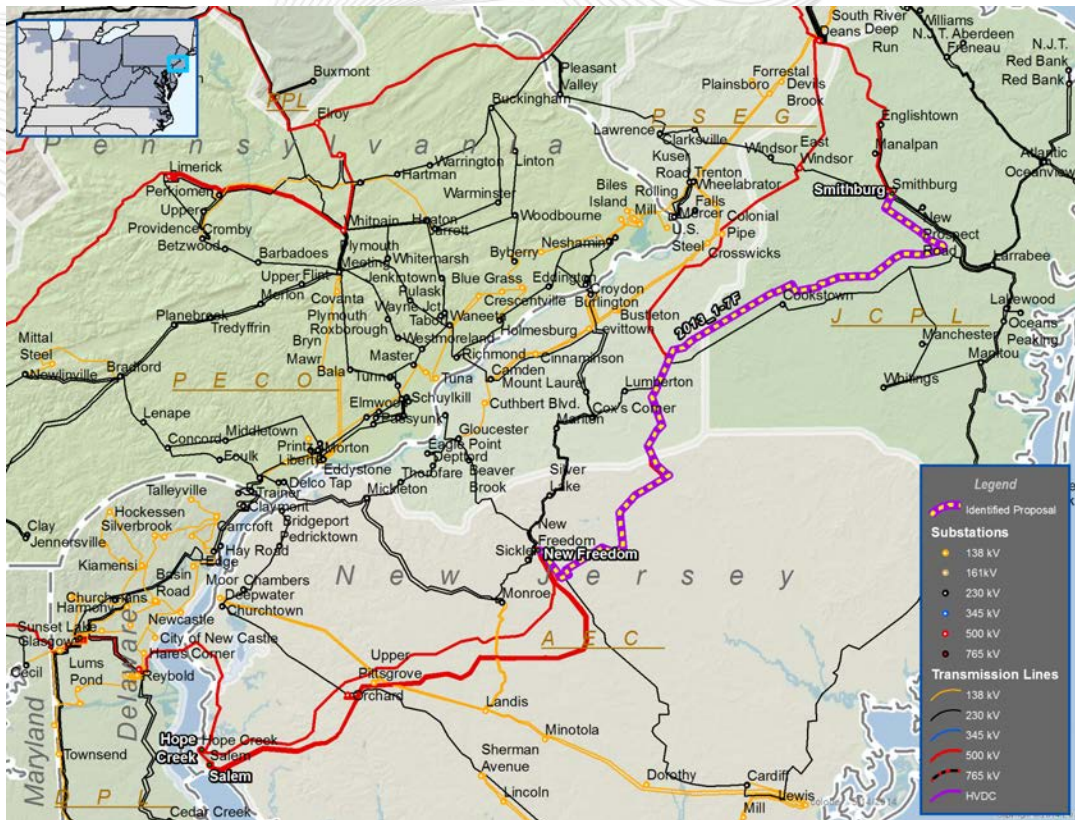 South River
Deans Deep
Run
Williams
N.J.T. Aberdeen
Freneau
N.J.T.
Red Bank
Red Bank
Buxmont
Pleasant
Valley
Buckingham
Forrestal
Plainsboro
Devils
Brook
PPL
Elroy
PSEG
Lawrence
Clarksville
Englishtown
Pennsylvania
Windsor
East
Windsor
Manalpan
Atlantic
Oceanview
Limerick
Warrington
Hartman
Linton
Kuser
Road
Trenton
Wheelabrator
Smithburg
Smithburg
Perkiomen
Warminster
Biles
Island
Rolling
Mill
Falls
Mercer
Colonial
Pipe
New
Prospect
Road
Upper
Providence
Cromby
Whitpain
Heaton
Jarrett
Woodbourne
U.S.
Steel
Crosswicks
Betzwood
Barbadoes
Plymouth
Meeting
Whitemarsh
Byberry
Neshaminy
Larrabee
Upper
Flint
Merion
Jenkintown
Blue Grass
Eddington
Croydon
Burlington
Cookstown
Lakewood
Oceans
Peaking
Covanta
Plymouth
Pulaski
Wayne Jct
Tabor
Waneeta
Crescentville
Bustleton
Levittown
2013_1-7F
JCPL
Manchester
Manitou
Planebrook
Tredyffrin
Roxborough
Westmoreland
Holmesburg
Mittal
Steel
Bryn
Mawr
Master
Richmond
Cinnaminson
Newlinville
Bradford
PECO
Bala
Tunnel
Tuna
Camden
Mount Laurel
Lumberton
Whitings
Lenape
Elmwood
Schuylkill
Passyunk
Cuthbert Blvd.
Cox's Corner
Marlton
Concord
Middletown
Printz
Morton
Gloucester
Foulk
Liberty
Eddystone
Eagle Point
Deptford
Thorofare
Beaver
Brook
Silver
Lake
Talleyville
Delco Tap
Trainer
Mickleton
Hockessen
Silverbrook
Claymont
Carrcroft
Bridgeport
Pedricktown
Clay
Jennersville
Hay Road
Edge
New
Freedom
Sickler
New Freedom
Kiamensi
Basin
Road
Moor
Chambers
Deepwater
New Jersey
Churchmans
Harmony
Churchtown
Monroe
Sunset Lake
Glasgow
Newcastle
City of New Castle
AEC
Hares Corner
Upper
Pittsgrove
Cecil
Lums
Pond
Reybold
Orchard
Landis
Maryland
Delaware
Hope
Creek
Hope Creek
Salem
Salem
Minotola
Townsend
Sherman
Avenue
Dorothy
Cardiff
DPL
Cedar Creek
Lincoln
Mill
Lewis
Legend
Identified Proposal
Substations
138 kV
161kV
230 kV
345 kV
500 kV
765 kV
Transmission Lines
138 kV
230 kV
345 kV
500 kV
765 kV
HVDC